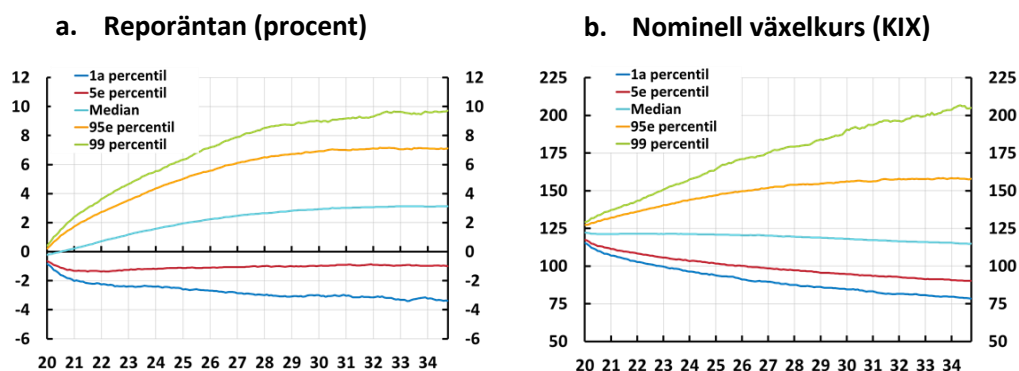 a. Reporäntan (procent)
12 12
10 10
8 8
6 6
4 4
2 2
0 0
-2 -2
-4 -4
-6 -6
1a percentil
5e percentil
Median
95e percentil
99 percentil
20 21 22 23 24 25 26 27 28 29 30 31 32 33 34
b. Nominell växelkurs (KIX)
225 225
200 200
175 175
150 150
125 125
100 100
75 75
50 50
1a percentil
5e percentil
Median
95e percentil
99 percentil
20 21 22 23 24 25 26 27 28 29 30 31 32 33 34